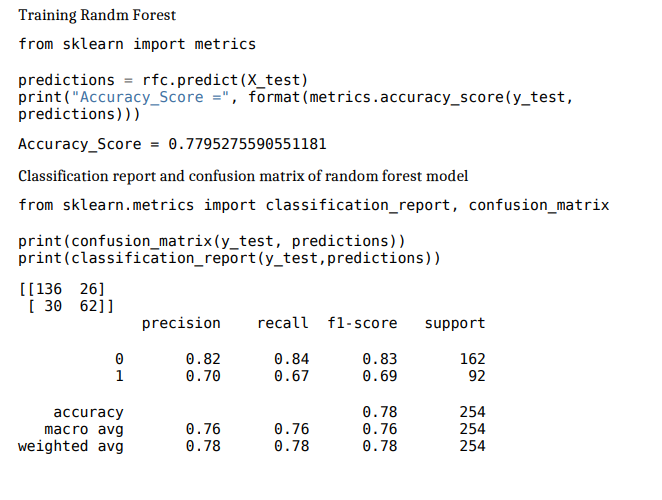 Training Randm Forest
from sklearn import metrics
predictions = rfc.predict(X_test)
print("Accuracy_Score =", format(metrics.accuracy_score(y_test,
predictions)))
Accuracy_Score = 0.7795275590551181
Classification report and confusion matrix of random forest model
from sklearn.metrics import classification_report, confusion_matrix
print(confusion_matrix(y_test, predictions))
print(classification_report(y_test,predictions))
[[136  26]
 [ 30  62]]
              precision    recall  f1-score   support
           0       0.82      0.84      0.83       162
           1       0.70      0.67      0.69        92
    accuracy                           0.78       254
   macro avg       0.76      0.76      0.76       254
weighted avg       0.78      0.78      0.78       254